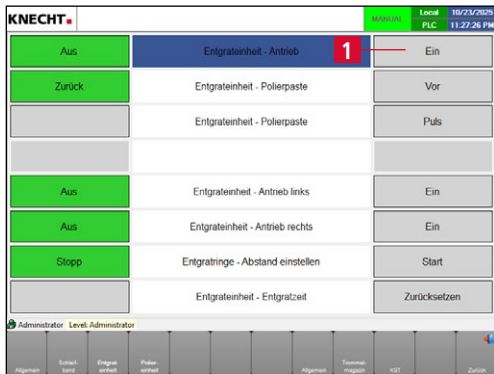 KNECHT.
MANUAL
Local 10/23/2025
PLC 11:27:26 PM
Aus Entgrateinheit - Antrieb 1 Ein
Zurück Entgrateinheit - Polierpaste Vor
Entgrateinheit - Polierpaste Puls
Aus Entgrateinheit - Antrieb links Ein
Aus Entgrateinheit - Antrieb rechts Ein
Stopp Entgratringe - Abstand einstellen Start
Entgrateinheit - Entgratzeit Zurücksetzen
Administrator Level: Administrator
Schleif- Entgrat- Polier- Trommel-
Allgemein band einheit einheit Allgemein magazin KST Zurück